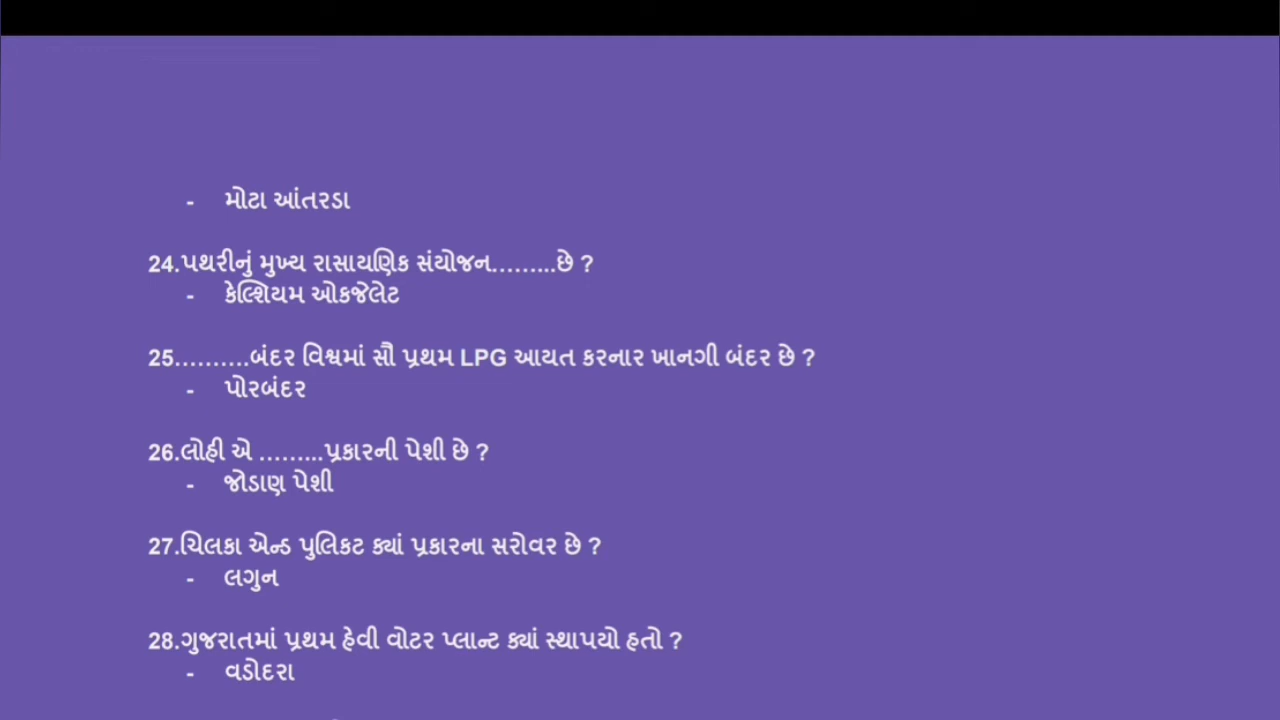 - મોટા આંતરડા
24.પથરીનું મુખ્ય રાસાયણિક સંયોજન.........છે ?
- કેલ્શિયમ ઓકજેલેટ
25..........બંદર વિશ્વમાં સૌ પ્રથમ LPG આયત કરનાર ખાનગી બંદર છે ?
- પોરબંદર
26.લોહી એ .........પ્રકારની પેશી છે ?
- જોડાણ પેશી
27.ચિલકા એન્ડ પુલિકટ ક્યાં પ્રકારના સરોવર છે ?
- લગુન
28.ગુજરાતમાં પ્રથમ હેવી વોટર પ્લાન્ટ ક્યાં સ્થાપયો હતો ?
- વડોદરા